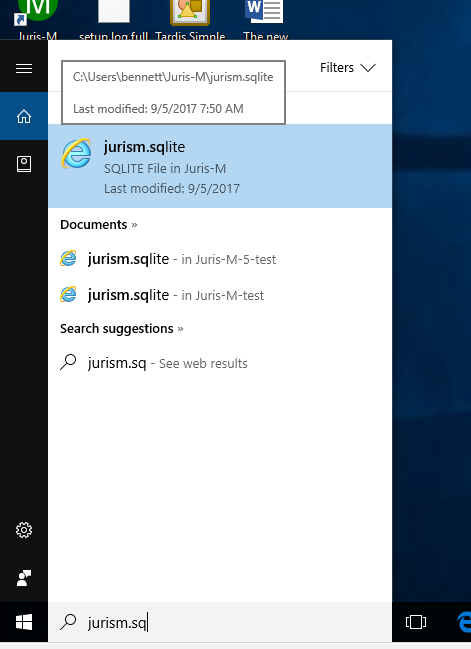 Juris-M
setup.log.full
Tardis Simple
The new
C:\Users\bennett\Juris-M\jurism.sqlite
Last modified: 9/5/2017 7:50 AM
Filters
jurism.sqlite
SQLITE File in Juris-M
Last modified: 9/5/2017
Documents »
jurism.sqlite - in Juris-M-5-test
jurism.sqlite - in Juris-M-test
Search suggestions »
jurism.sq - See web results
jurism.sq